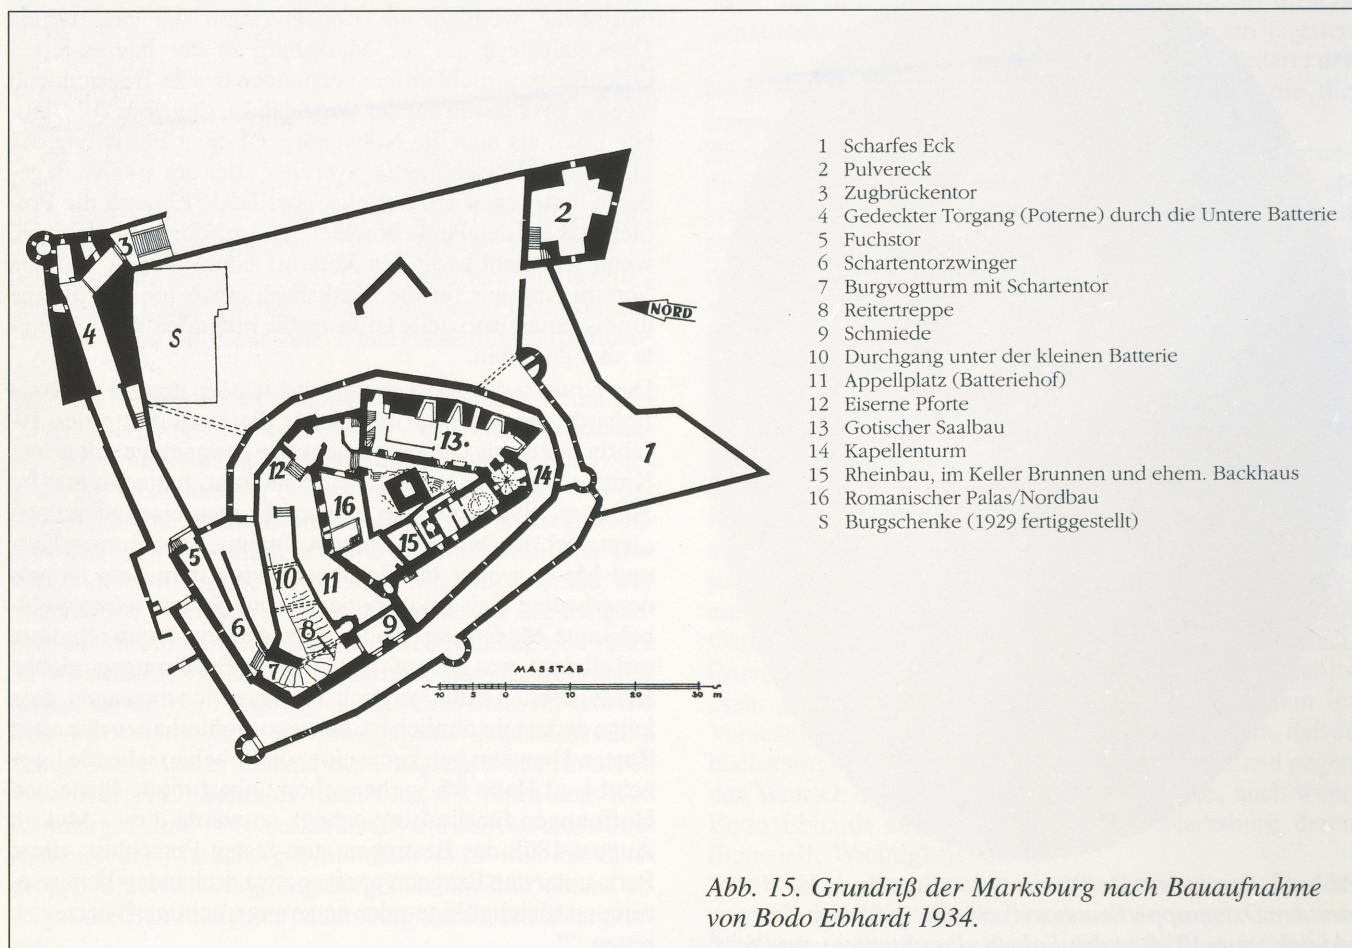 1 Scharfes Eck
2 Pulvereck
3 Zugbrückentor
4 Gedeckter Torgang (Poterne) durch die Untere Batterie
5 Fuchstor
6 Schartentorzwinger
7 Burgvogtturm mit Schartentor
8 Reitertreppe
9 Schmiede
10 Durchgang unter der kleinen Batterie
11 Appellplatz (Batteriehof)
12 Eiserne Pforte
13 Gotischer Saalbau
14 Kapellenturm
15 Rheinbau, im Keller Brunnen und ehem. Backhaus
16 Romanischer Palas/Nordbau
S Burgschenke (1929 fertiggestellt)
2
3
NORD
4
S
13.
1
12
14
16
15
5
10
11
6
8
9
7
MASSTAB
10 5 0 10 20 30 m
Abb. 15. Grundriß der Marksburg nach Bauaufnahme
von Bodo Ebhardt 1934.